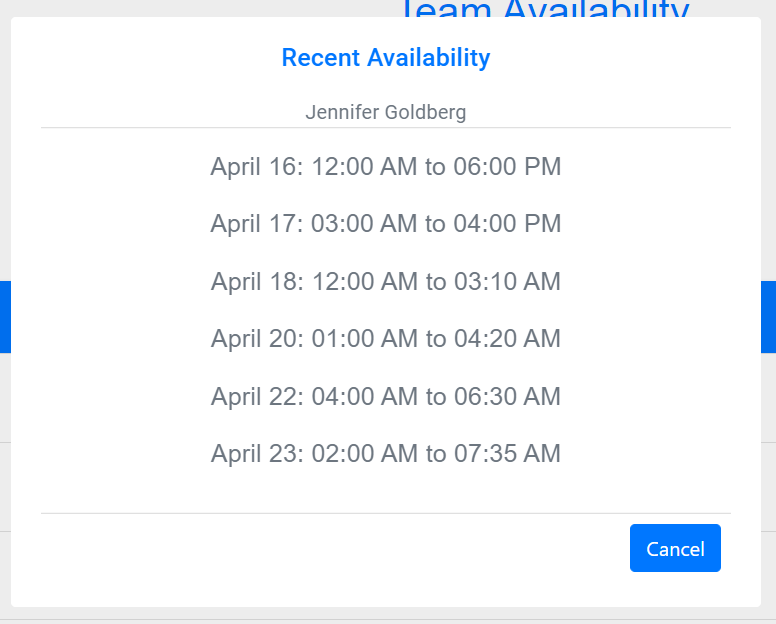 Team Availability
Recent Availability
Jennifer Goldberg
April 16: 12:00 AM to 06:00 PM
April 17: 03:00 AM to 04:00 PM
April 18: 12:00 AM to 03:10 AM
April 20: 01:00 AM to 04:20 AM
April 22: 04:00 AM to 06:30 AM
April 23: 02:00 AM to 07:35 AM
Cancel